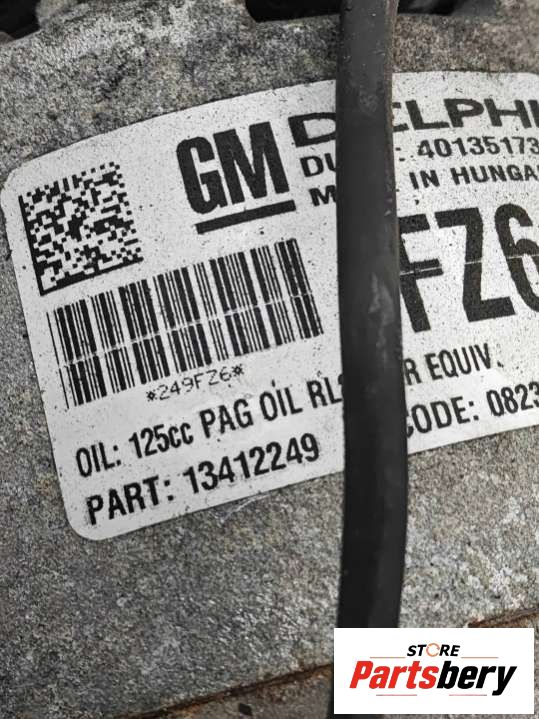 GM
DELPHI
DU - 40135173
M IN HUNGA
FZ6
*249FZ6*
OIL: 125cc PAG OIL RL R EQUIV.
PART: 13412249 CODE: 0823
STORE
Partsbery